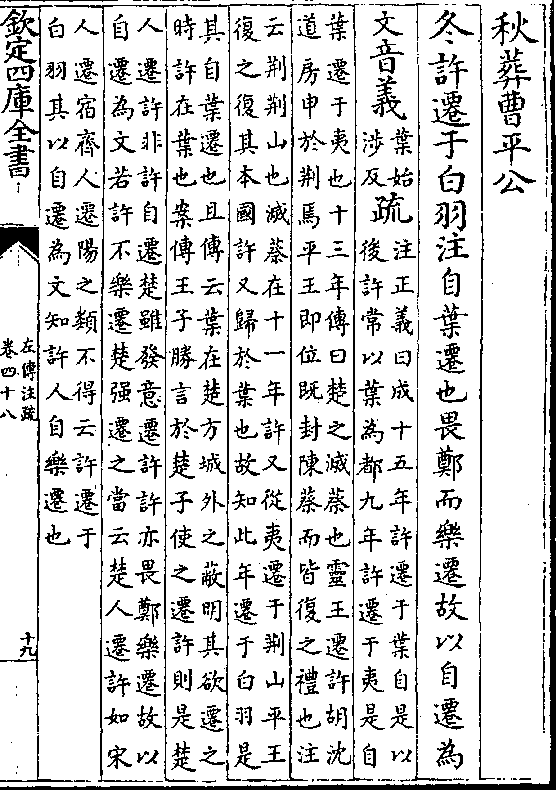 秋葬曹平公
冬許遷于白羽注自葉遷也畏鄭而樂遷故以自遷為
文音義葉始涉反疏注正義曰成十五年許遷于葉自是以
後許常以葉為都九年許遷于夷是自
葉遷于夷也十三年傳曰楚之滅蔡也靈王遷許胡沈
道房申於荆焉平王即位既封陳蔡而皆復之禮也注
云荆荆山也滅蔡在十一年許又從夷遷于荆山平王
復之復其本國許又歸於葉也故知此年遷于白羽是
其自葉遷也且傳云葉在楚方城外之蔽明其欲遷之
時許在葉也案傳王子勝言於楚子使之遷許則是楚
人遷許非許自遷楚雖發意遷許許亦畏鄭樂遷故以
自遷為文若許不樂遷楚强遷之當云楚人遷許如宋
人遷宿齊人遷陽之類不得云許遷于
白羽其以自遷為文知許人自樂遷也
欽定四庫全書
左傳注疏
卷四十八
十九